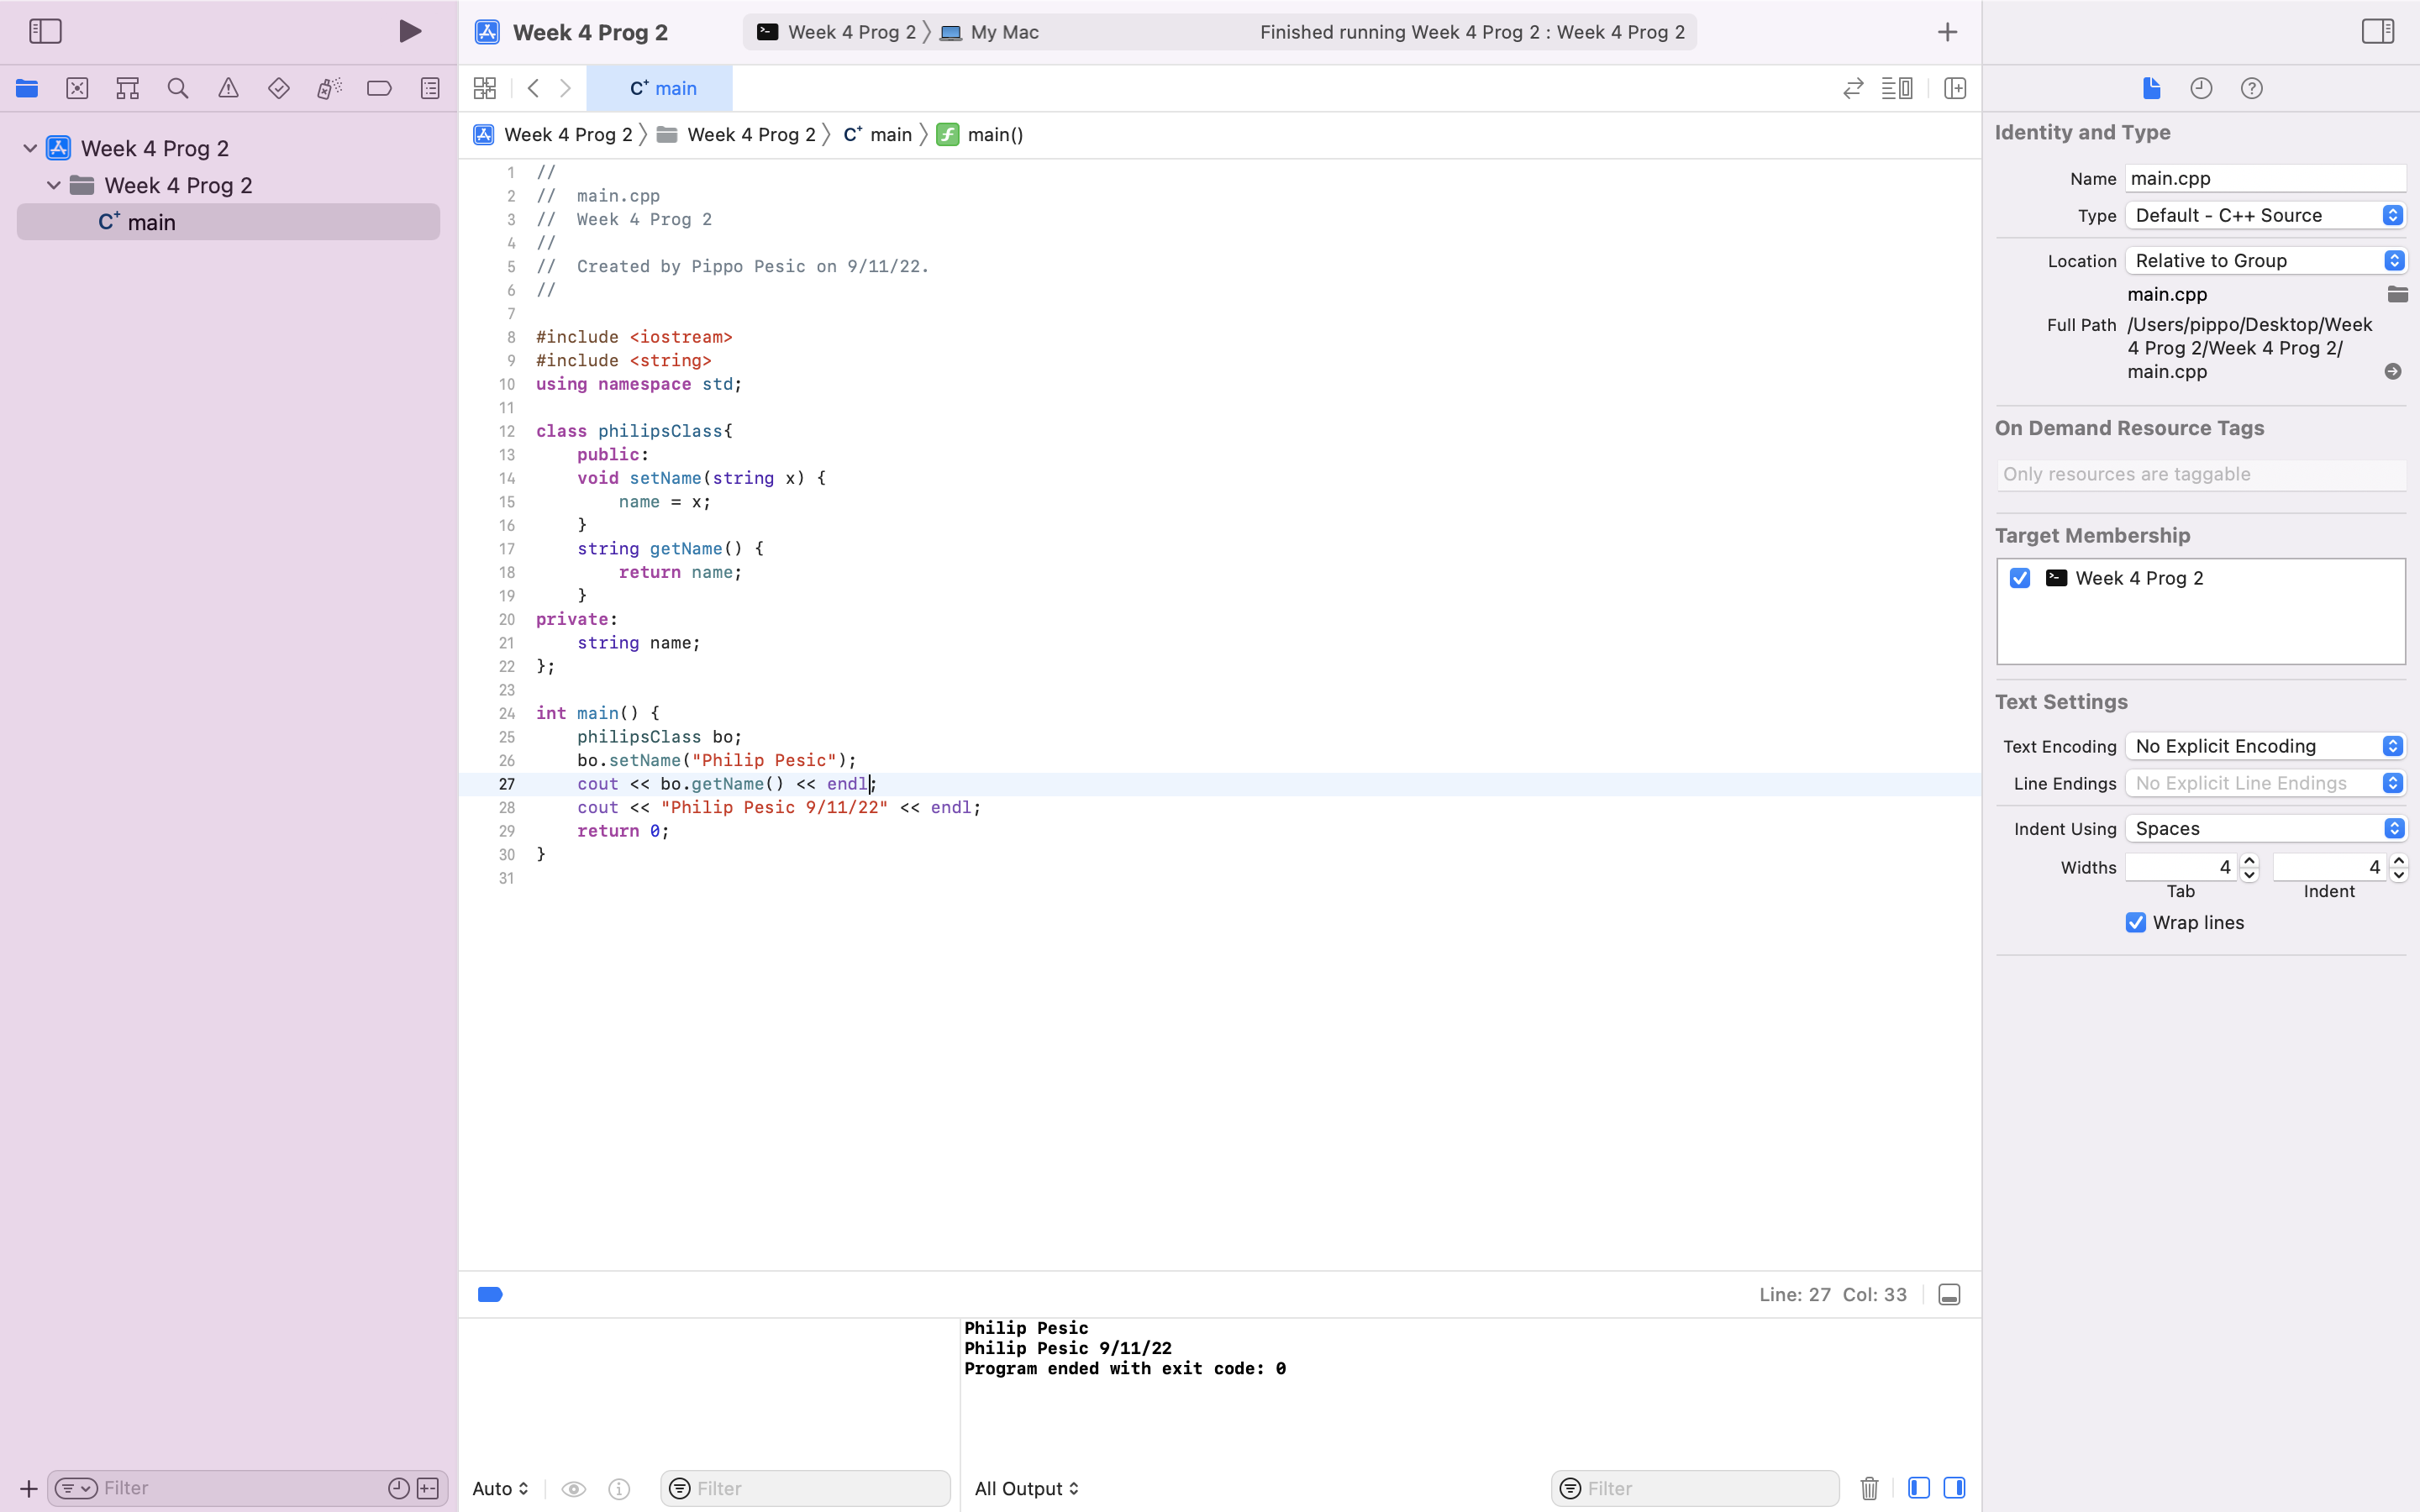 Week 4 Prog 2
Week 4 Prog 2 My Mac
Finished running Week 4 Prog 2 : Week 4 Prog 2
C+ main
Week 4 Prog 2
Week 4 Prog 2
C+ main
Week 4 Prog 2 Week 4 Prog 2 C+ main main()
1 //
2 //  main.cpp
3 //  Week 4 Prog 2
4 //
5 //  Created by Pippo Pesic on 9/11/22.
6 //
7
8 #include <iostream>
9 #include <string>
10 using namespace std;
11
12 class philipsClass{
13     public:
14     void setName(string x) {
15         name = x;
16     }
17     string getName() {
18         return name;
19     }
20 private:
21     string name;
22 };
23
24 int main() {
25     philipsClass bo;
26     bo.setName("Philip Pesic");
27     cout << bo.getName() << endl;
28     cout << "Philip Pesic 9/11/22" << endl;
29     return 0;
30 }
31
Line: 27 Col: 33
Philip Pesic
Philip Pesic 9/11/22
Program ended with exit code: 0
Filter
Auto
Filter
All Output
Filter
Identity and Type
Name main.cpp
Type Default - C++ Source
Location Relative to Group
main.cpp
Full Path /Users/pippo/Desktop/Week
4 Prog 2/Week 4 Prog 2/
main.cpp
On Demand Resource Tags
Only resources are taggable
Target Membership
Week 4 Prog 2
Text Settings
Text Encoding No Explicit Encoding
Line Endings No Explicit Line Endings
Indent Using Spaces
Widths 4 4
Tab Indent
Wrap lines